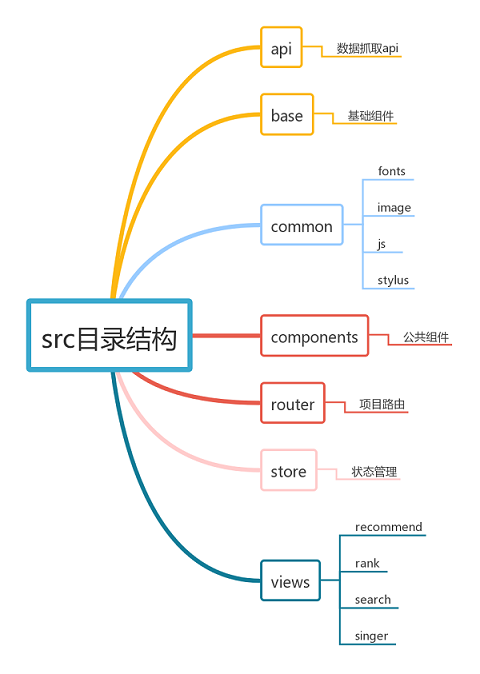 src目录结构
api
数据抓取api
base
基础组件
common
fonts
image
js
stylus
components
公共组件
router
项目路由
store
状态管理
views
recommend
rank
search
singer